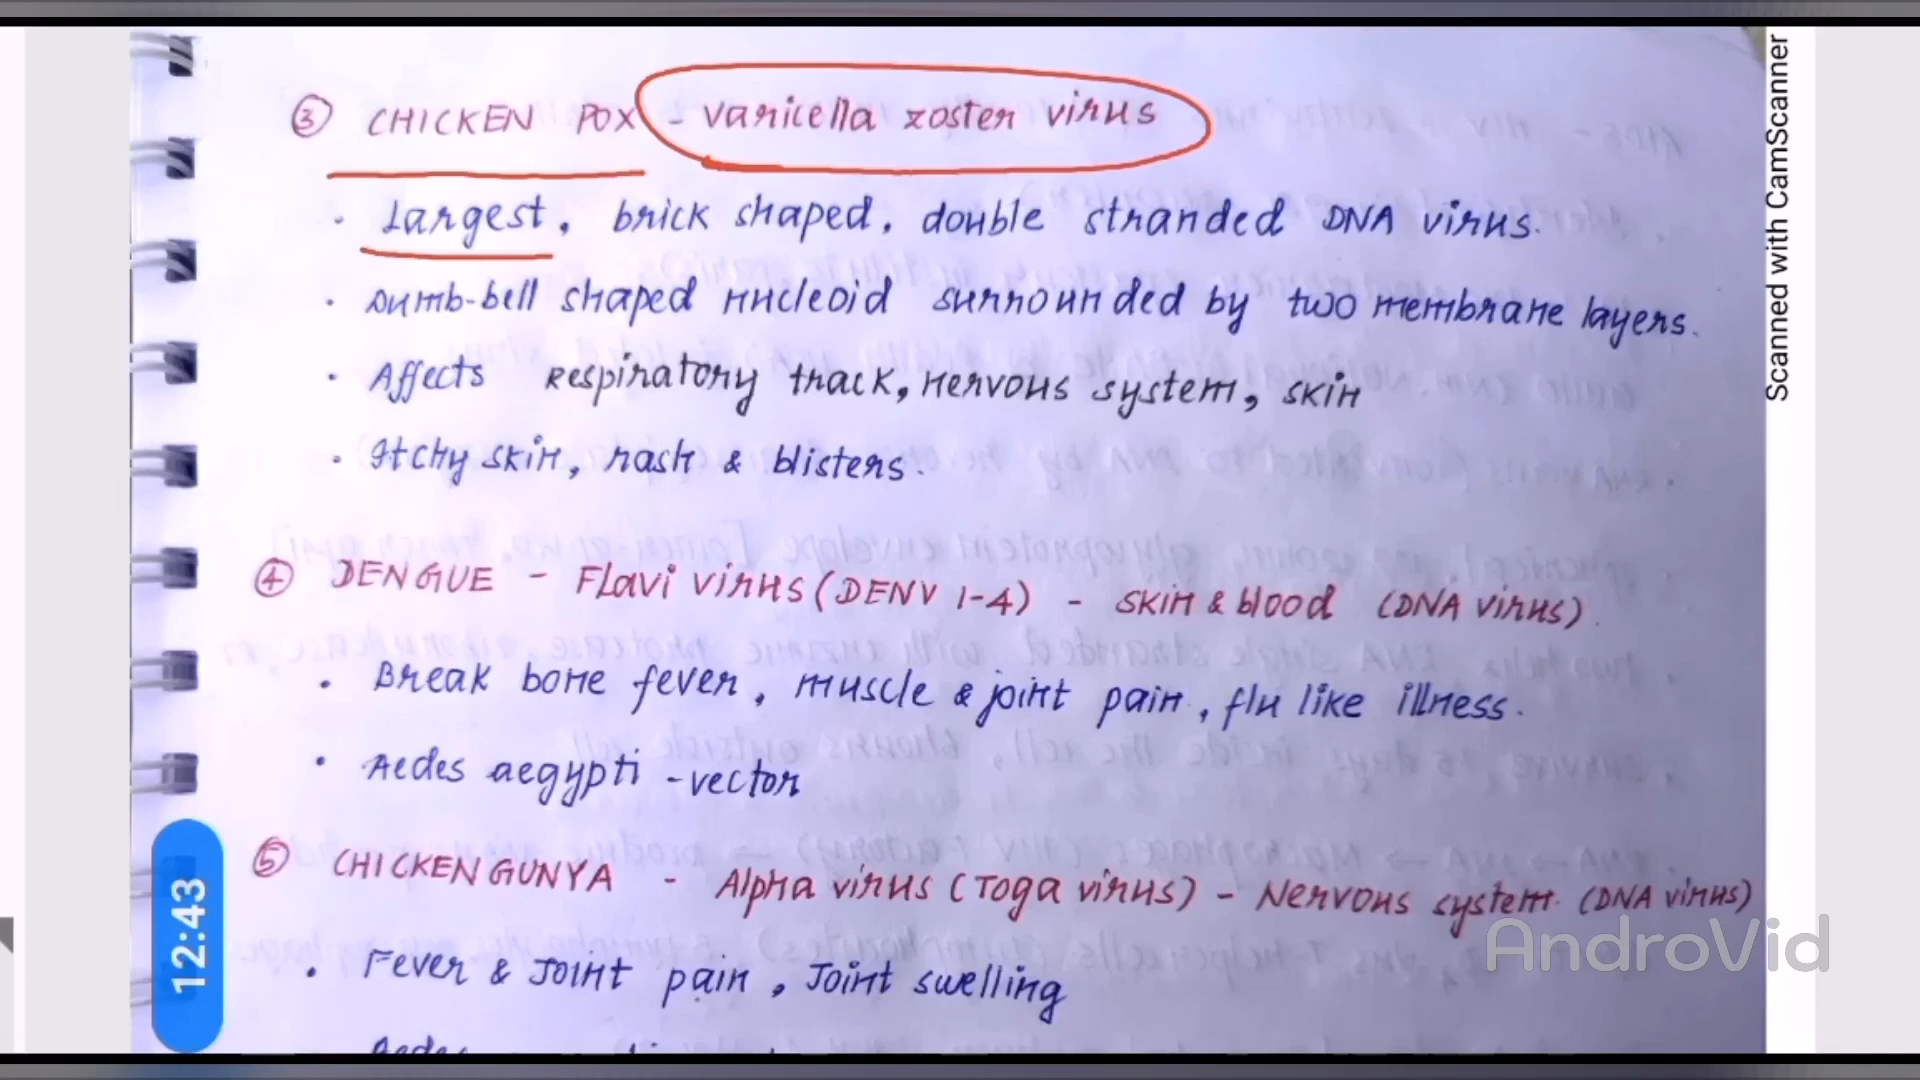 ③ CHICKEN POX - varicella zoster virus
· Largest, brick shaped, double stranded DNA virus.
· Dumb-bell shaped nucleoid surrounded by two membrane layers.
· Affects Respiratory track, nervous system, skin
· Itchy skin, rash & blisters.
④ DENGUE - Flavi virus (DENV 1-4) - skin & blood (DNA virus).
· Break bone fever, muscle & joint pain, flu like illness.
· Aedes aegypti - vector
⑤ CHICKEN GUNYA - Alpha virus (Toga virus) - Nervous system. (DNA virus)
· Fever & Joint pain, Joint swelling
Scanned with CamScanner
12:43
AndroVid